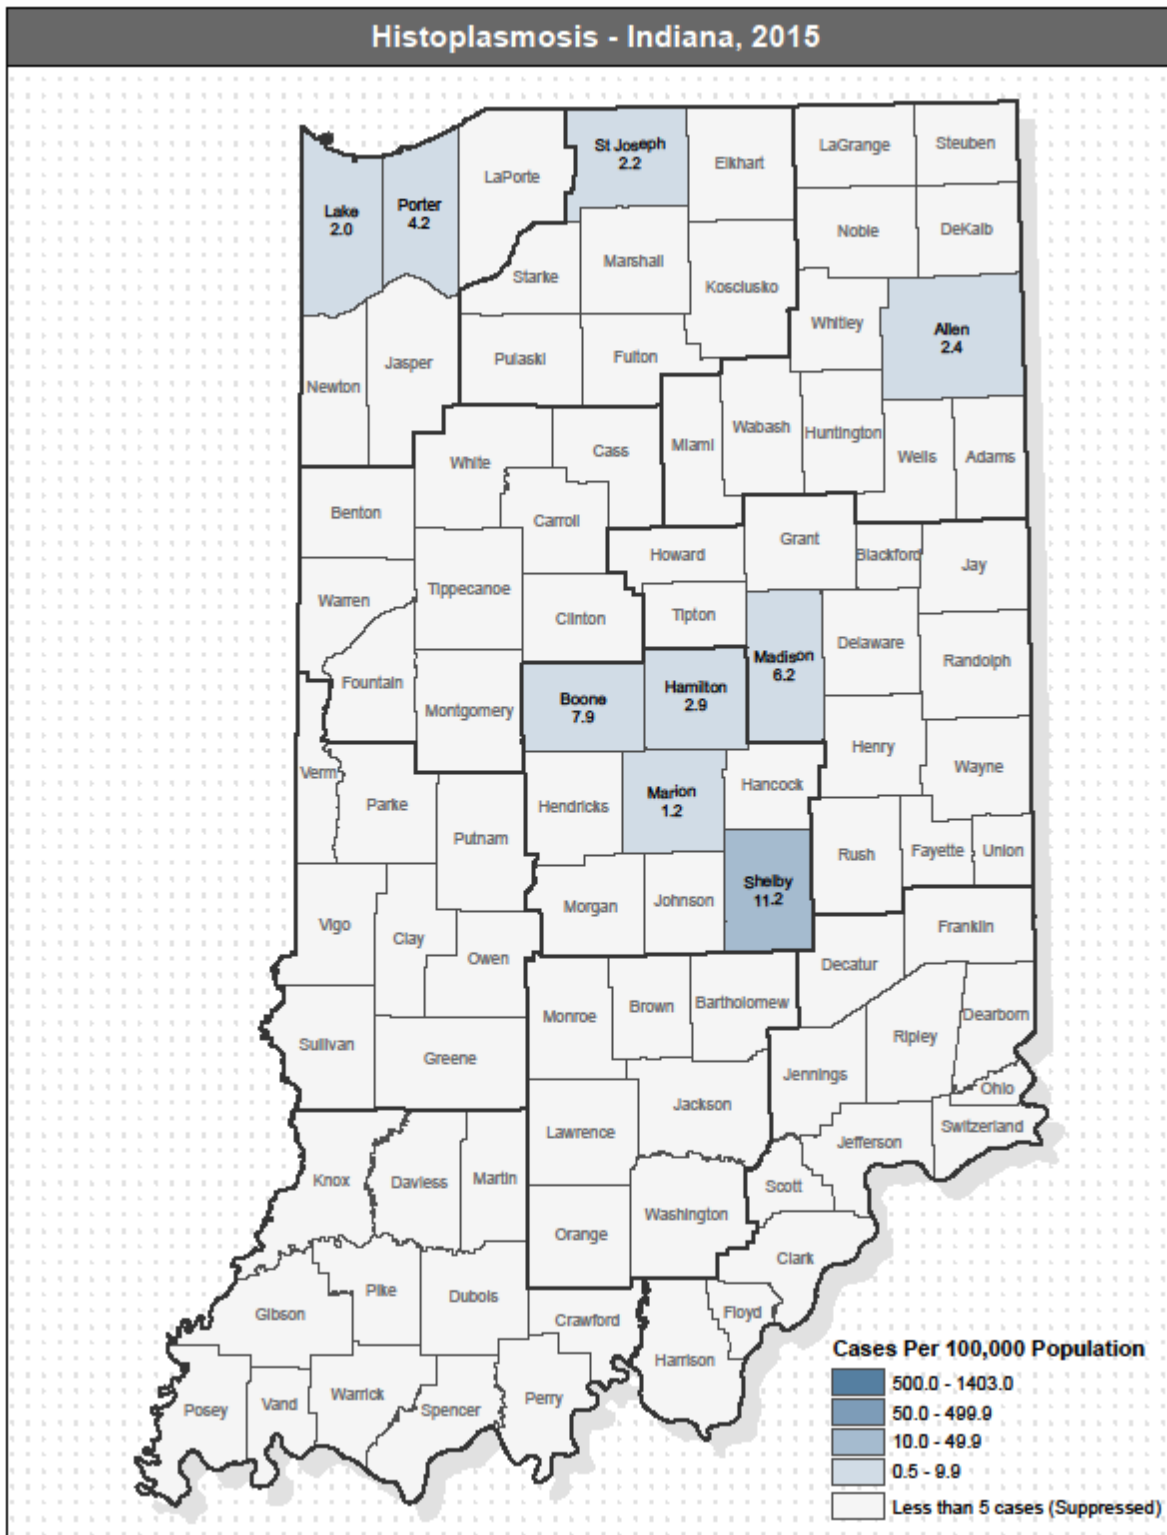 Histoplasmosis - Indiana, 2015
St Joseph
2.2
Elkhart
LaGrange
Steuben
LaPorte
Lake
2.0
Porter
4.2
Noble
DeKalb
Starke
Marshall
Kosciusko
Whitley
Allen
2.4
Newton
Jasper
Pulaski
Fulton
White
Cass
Miami
Wabash
Huntington
Wells
Adams
Benton
Carroll
Howard
Grant
Blackford
Jay
Warren
Tippecanoe
Clinton
Tipton
Madison
6.2
Delaware
Randolph
Fountain
Montgomery
Boone
7.9
Hamilton
2.9
Henry
Wayne
Verm
Parke
Putnam
Hendricks
Marion
1.2
Hancock
Rush
Fayette
Union
Vigo
Clay
Owen
Morgan
Johnson
Shelby
11.2
Decatur
Franklin
Sullivan
Greene
Monroe
Brown
Bartholomew
Jennings
Ripley
Dearborn
Ohio
Switzerland
Lawrence
Jackson
Jefferson
Knox
Daviess
Martin
Orange
Washington
Scott
Clark
Gibson
Pike
Dubois
Crawford
Harrison
Floyd
Posey
Vand
Warrick
Spencer
Perry
Cases Per 100,000 Population
500.0 - 1403.0
50.0 - 499.9
10.0 - 49.9
0.5 - 9.9
Less than 5 cases (Suppressed)